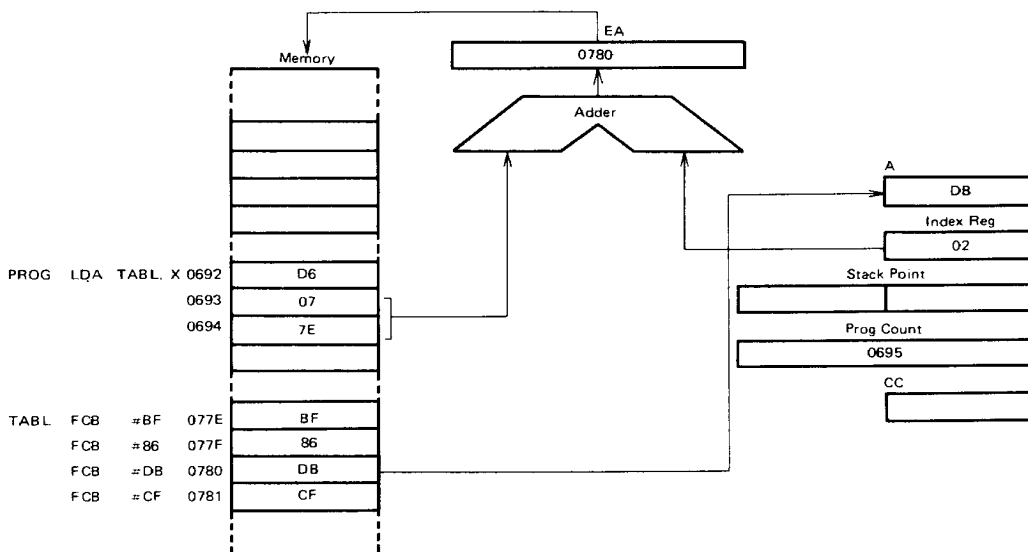 EA
Memory
0780
Adder
A
DB
Index Reg
02
PROG LDA TABL, X 0692 D6
Stack Point
0693 07
0694 7E
Prog Count
0695
CC
TABL FCB #BF 077E BF
FCB #86 077F 86
FCB #DB 0780 DB
FCB #CF 0781 CF